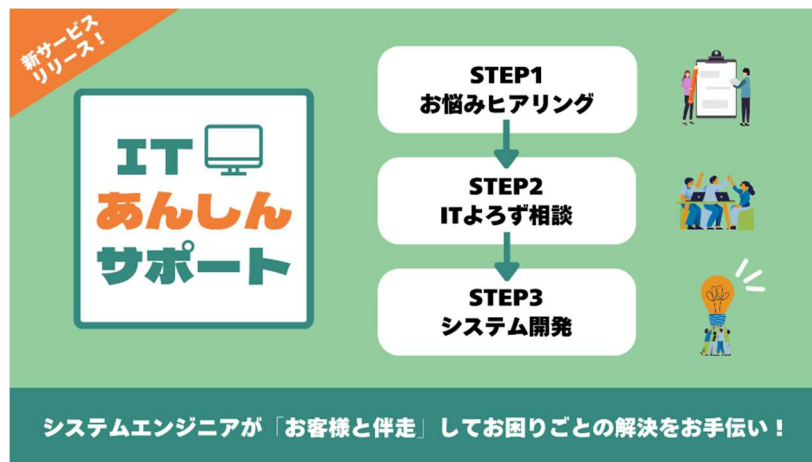 新サービス
リリース！
IT
あんしん
サポート
STEP1
お悩みヒアリング
STEP2
ITよろず相談
STEP3
システム開発
システムエンジニアが「お客様と伴走」してお困りごとの解決をお手伝い！